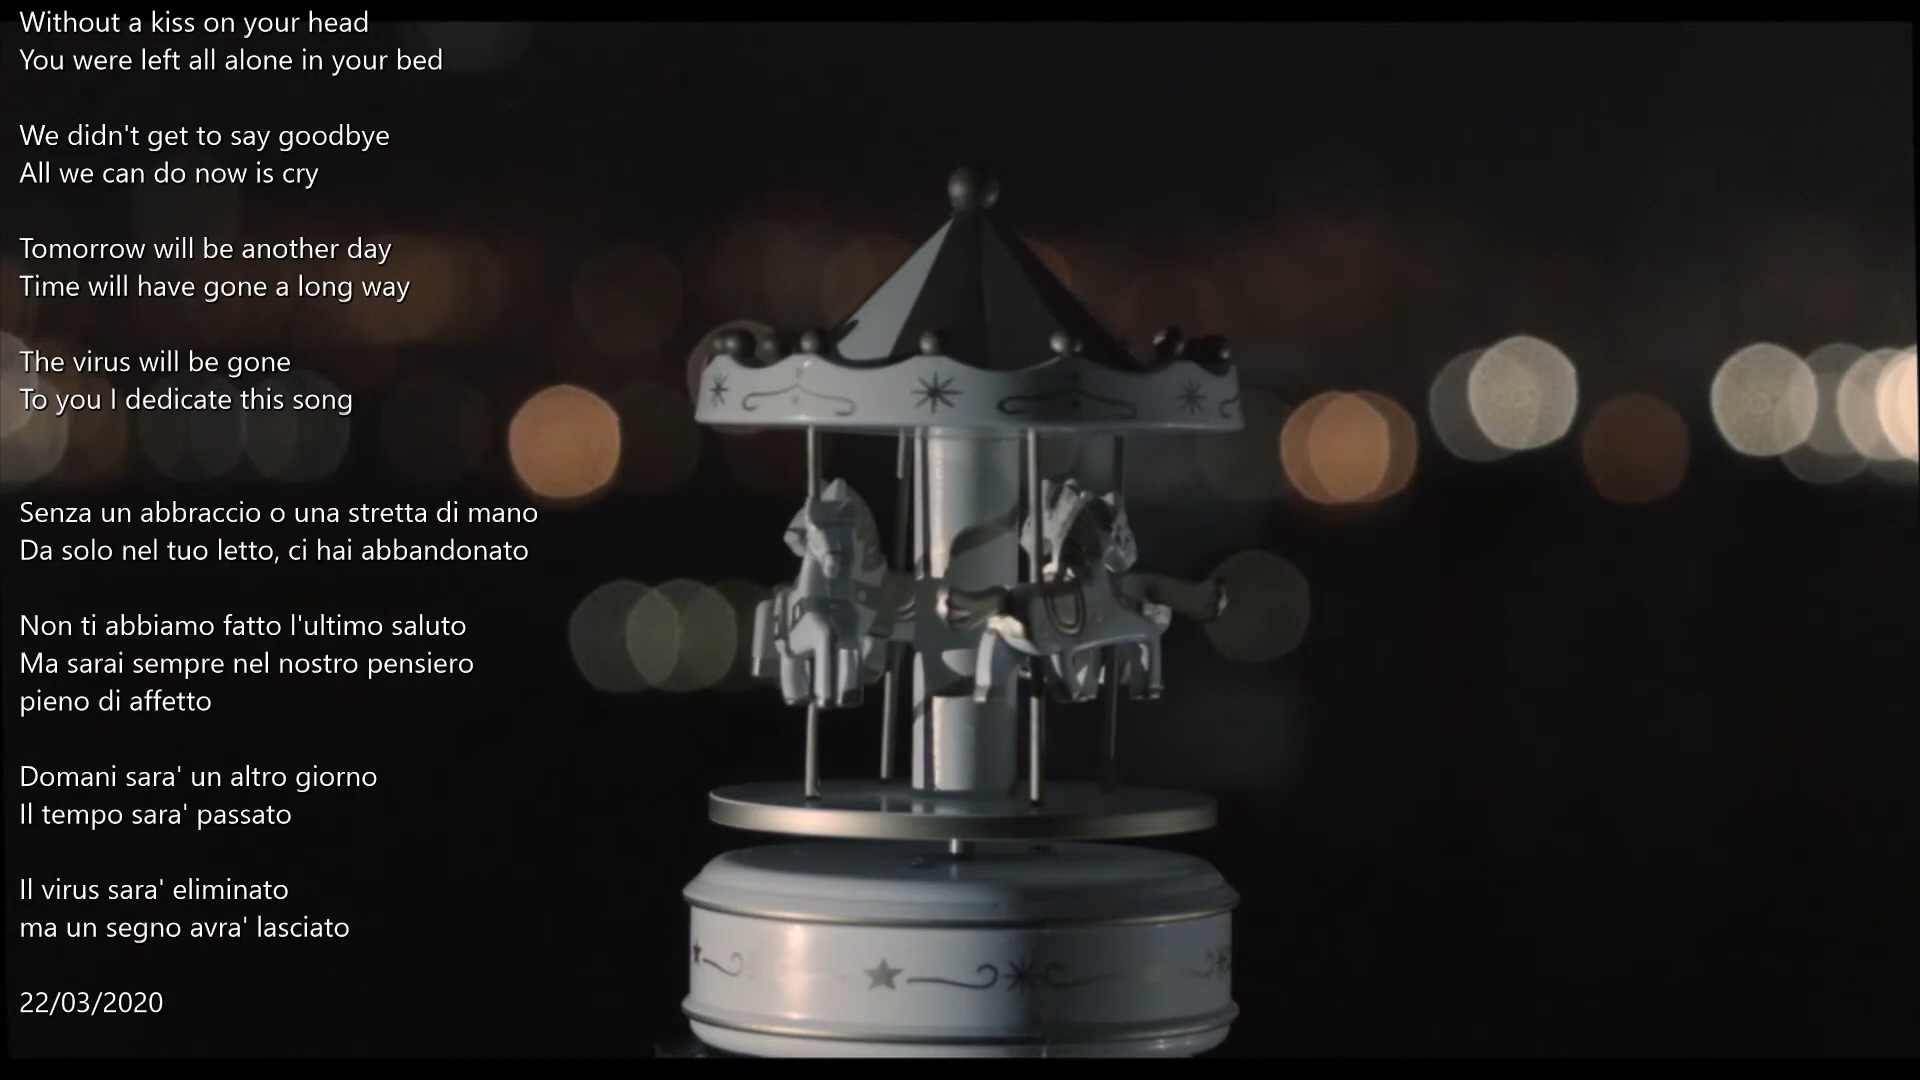 Without a kiss on your head
You were left all alone in your bed
We didn't get to say goodbye
All we can do now is cry
Tomorrow will be another day
Time will have gone a long way
The virus will be gone
To you I dedicate this song
Senza un abbraccio o una stretta di mano
Da solo nel tuo letto, ci hai abbandonato
Non ti abbiamo fatto l'ultimo saluto
Ma sarai sempre nel nostro pensiero
pieno di affetto
Domani sara' un altro giorno
Il tempo sara' passato
Il virus sara' eliminato
ma un segno avra' lasciato
22/03/2020